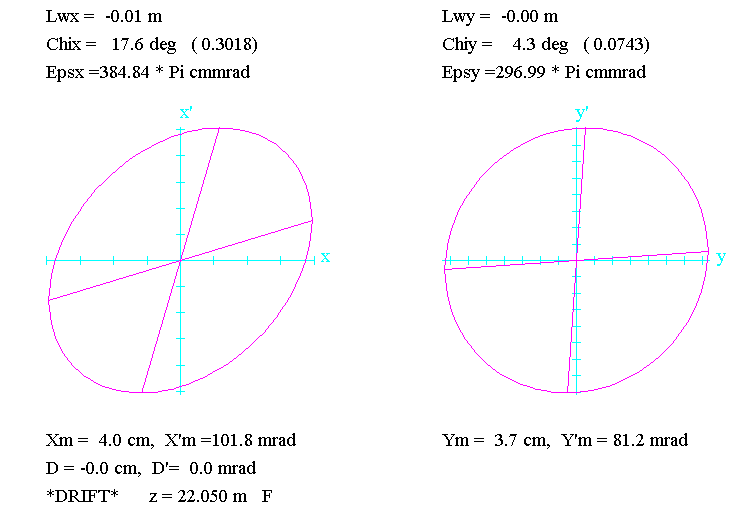 Lwx = -0.01 m
Chix = 17.6 deg ( 0.3018)
Epsx =384.84 * Pi cmmrad
Lwy = -0.00 m
Chiy = 4.3 deg ( 0.0743)
Epsy =296.99 * Pi cmmrad
x'
x
y'
y
Xm = 4.0 cm, X'm =101.8 mrad
D = -0.0 cm, D'= 0.0 mrad
*DRIFT* z = 22.050 m F
Ym = 3.7 cm, Y'm = 81.2 mrad